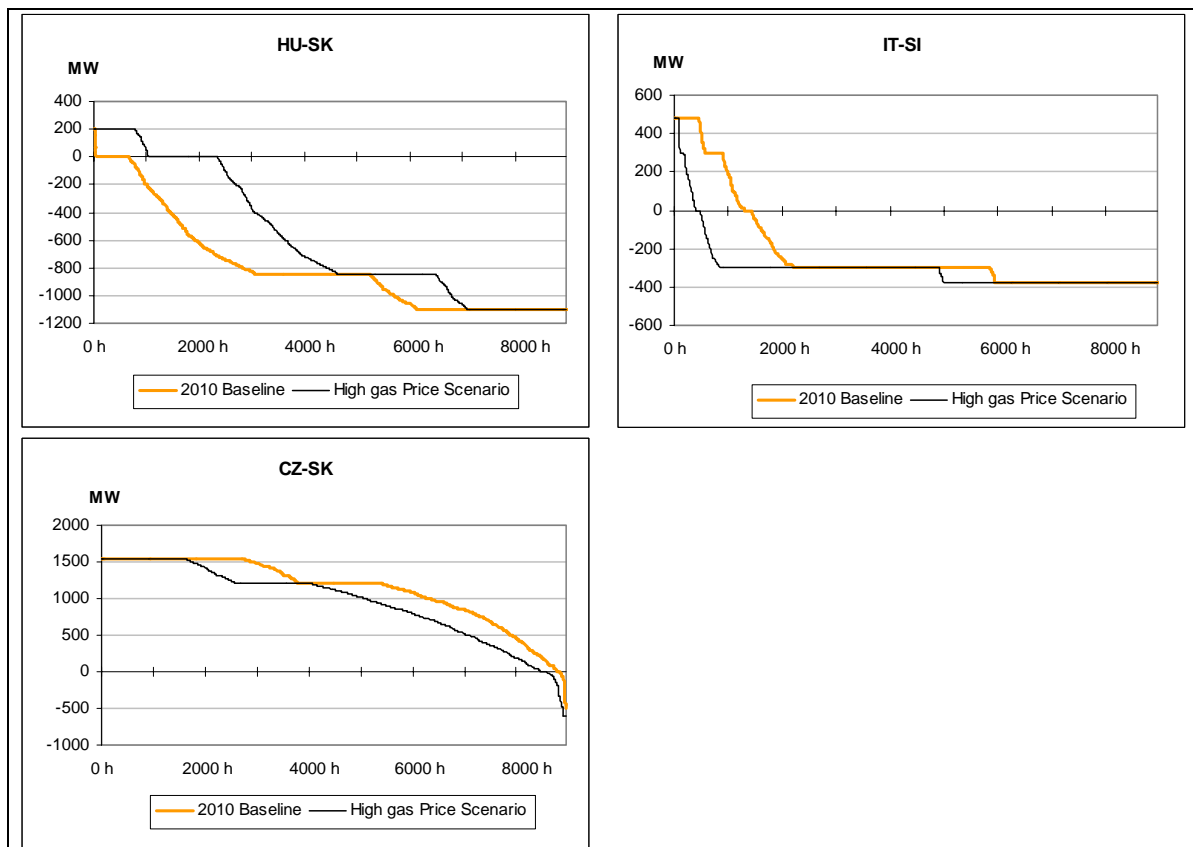 HU-SK
MW
400
200
0
-200
-400
-600
-800
-1000
-1200
0 h 2000 h 4000 h 6000 h 8000 h
2010 Baseline High gas Price Scenario
IT-SI
MW
600
400
200
0
-200
-400
-600
0 h 2000 h 4000 h 6000 h 8000 h
2010 Baseline High gas Price Scenario
CZ-SK
MW
2000
1500
1000
500
0
-500
-1000
0 h 2000 h 4000 h 6000 h 8000 h
2010 Baseline High gas Price Scenario